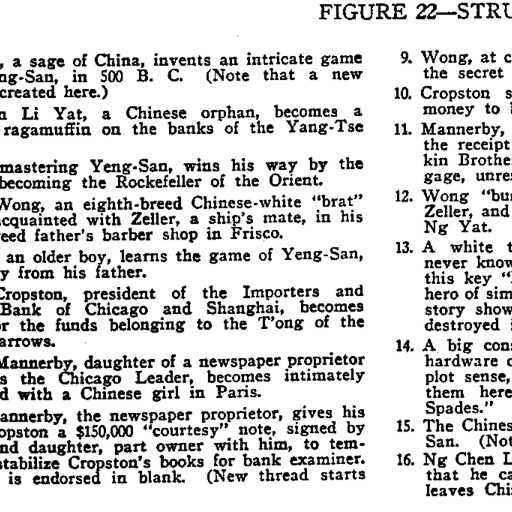 FIGURE 22—STRU
, a sage of China, invents an intricate game
ng-San, in 500 B. C. (Note that a new
created here.)
n Li Yat, a Chinese orphan, becomes a
ragamuffin on the banks of the Yang-Tse
mastering Yeng-San, wins his way by the
becoming the Rockefeller of the Orient.
Wong, an eighth-breed Chinese-white "brat"
cquainted with Zeller, a ship's mate, in his
eed father's barber shop in Frisco.
an older boy, learns the game of Yeng-San,
y from his father.
Cropston, president of the Importers and
Bank of Chicago and Shanghai, becomes
or the funds belonging to the T'ong of the
arrows.
Mannerby, daughter of a newspaper proprietor
s the Chicago Leader, becomes intimately
d with a Chinese girl in Paris.
annerby, the newspaper proprietor, gives his
opston a $150,000 "courtesy" note, signed by
nd daughter, part owner with him, to tem-
stabilize Cropston's books for bank examiner.
is endorsed in blank. (New thread starts
9. Wong, at c
the secret
10. Cropston s
money to
11. Mannerby,
the receipt
kin Brothe
gage, unre
12. Wong "bu
Zeller, and
Ng Yat.
13. A white t
never know
this key "
hero of sim
story show
destroyed i
14. A big cons
hardware c
plot sense,
them here
Spades."
15. The Chines
San. (Not
16. Ng Chen L
that he ca
leaves Chi